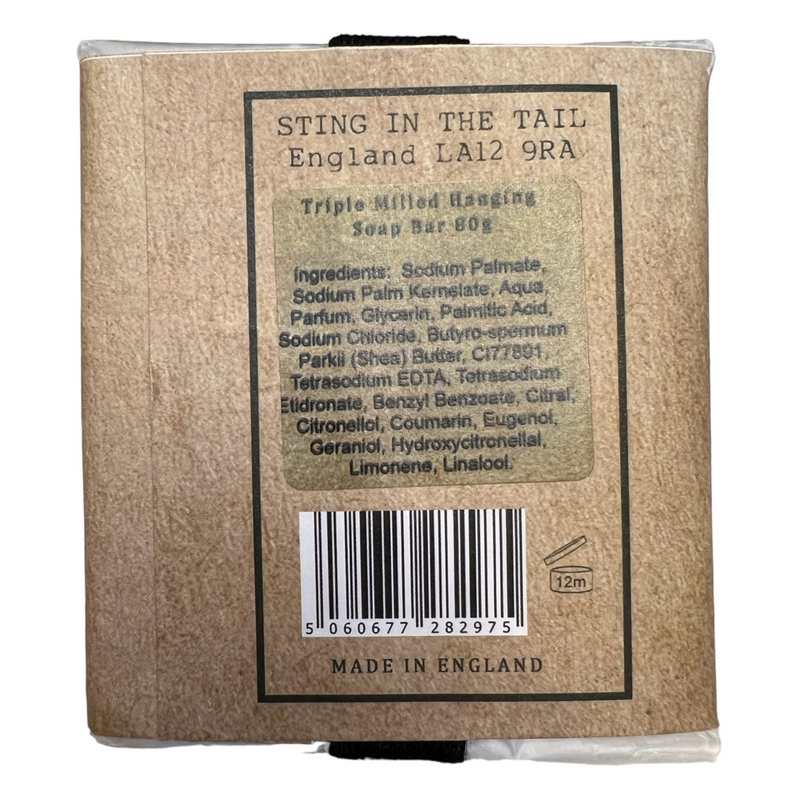 STING IN THE TAIL
England LA12 9RA
Triple Milled Hanging
Soap Bar 80g
Ingredients: Sodium Palmate,
Sodium Palm Kernelate, Aqua,
Parfum, Glycerin, Palmitic Acid,
Sodium Chloride, Butyro-spermum
Parkii (Shea) Butter, CI77891,
Tetrasodium EDTA, Tetrasodium
Etidronate, Benzyl Benzoate, Citral,
Citronellol, Coumarin, Eugenol,
Geraniol, Hydroxycitronellal,
Limonene, Linalool.
12m
5 060677 282975
MADE IN ENGLAND